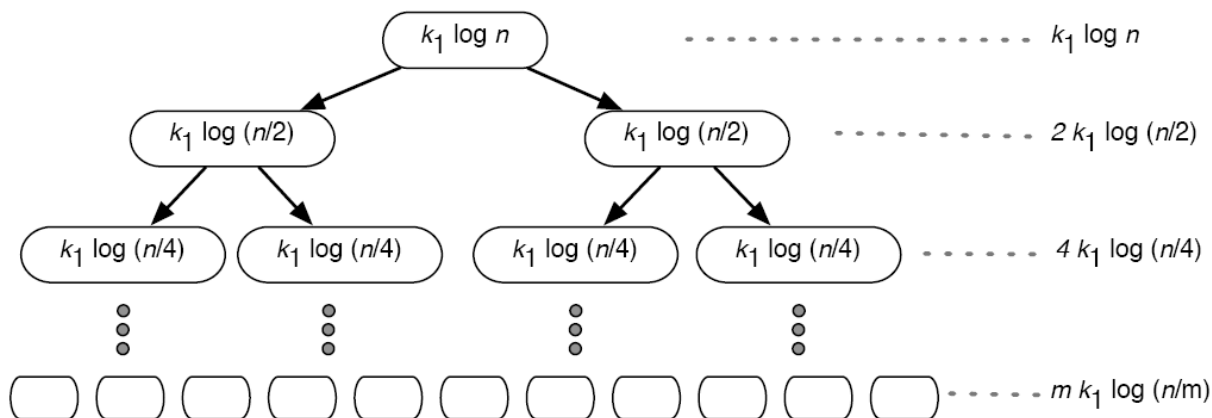 k₁ log n
k₁ log n
k₁ log (n/2)
k₁ log (n/2)
2 k₁ log (n/2)
k₁ log (n/4)
k₁ log (n/4)
k₁ log (n/4)
k₁ log (n/4)
4 k₁ log (n/4)
m k₁ log (n/m)